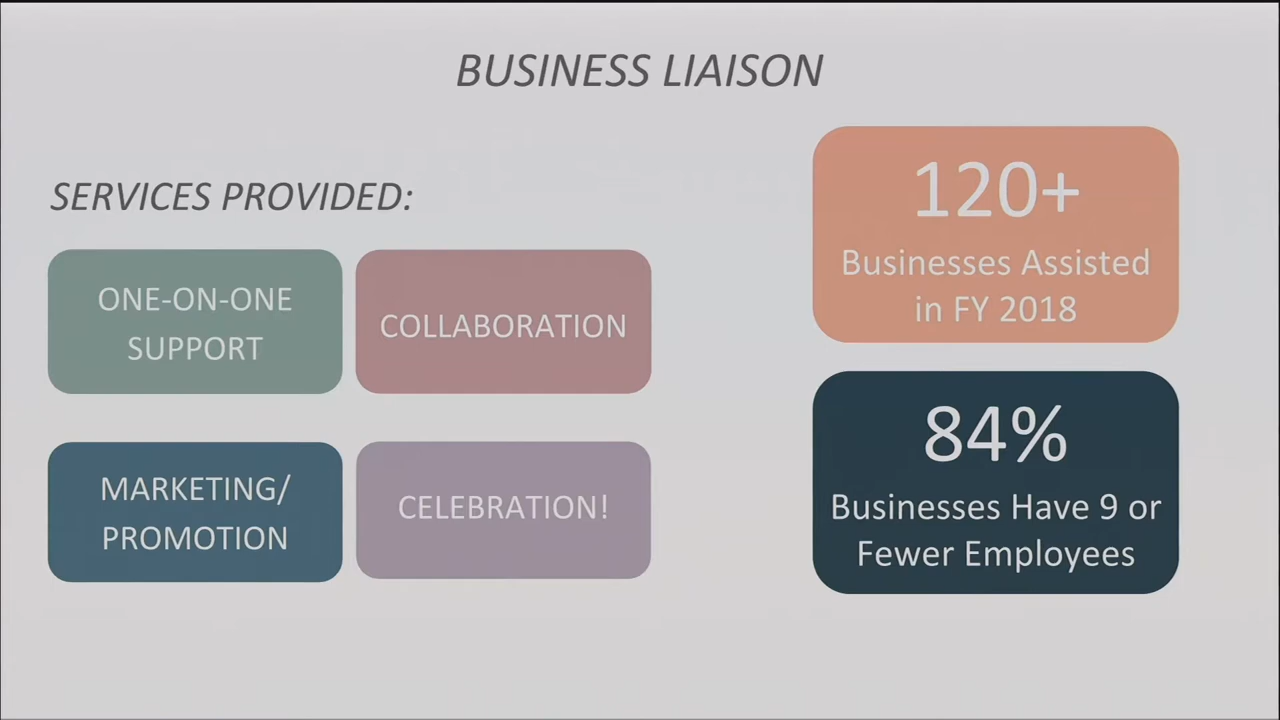 BUSINESS LIAISON
SERVICES PROVIDED:
ONE-ON-ONE
SUPPORT
COLLABORATION
MARKETING/
PROMOTION
CELEBRATION!
120+
Businesses Assisted
in FY 2018
84%
Businesses Have 9 or
Fewer Employees